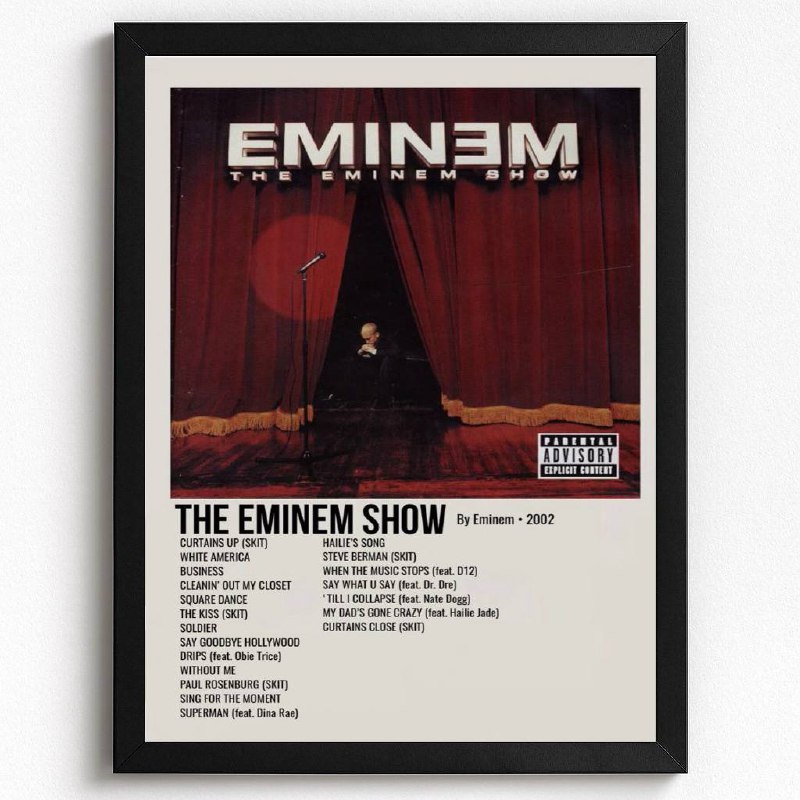 EMINƎM
THE EMINEM SHOW
PARENTAL
ADVISORY
EXPLICIT CONTENT
THE EMINEM SHOW By Eminem • 2002
CURTAINS UP (SKIT)
WHITE AMERICA
BUSINESS
CLEANIN' OUT MY CLOSET
SQUARE DANCE
THE KISS (SKIT)
SOLDIER
SAY GOODBYE HOLLYWOOD
DRIPS (feat. Obie Trice)
WITHOUT ME
PAUL ROSENBURG (SKIT)
SING FOR THE MOMENT
SUPERMAN (feat. Dina Rae)
HAILIE'S SONG
STEVE BERMAN (SKIT)
WHEN THE MUSIC STOPS (feat. D12)
SAY WHAT U SAY (feat. Dr. Dre)
'TILL I COLLAPSE (feat. Nate Dogg)
MY DAD'S GONE CRAZY (feat. Hailie Jade)
CURTAINS CLOSE (SKIT)